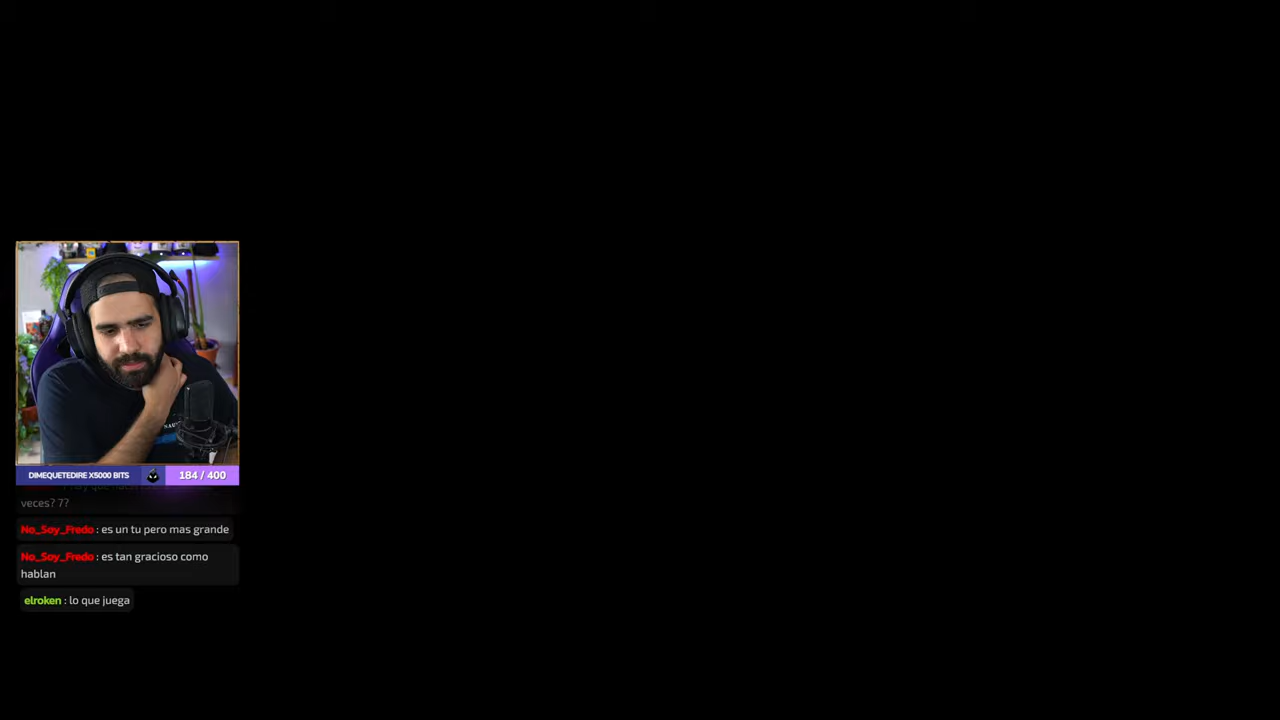 DIMEQUETEDIRE X5000 BITS 184 / 400
veces? 7?
No_Soy_Fredo : es un tu pero mas grande
No_Soy_Fredo : es tan gracioso como
hablan
elroken : lo que juega